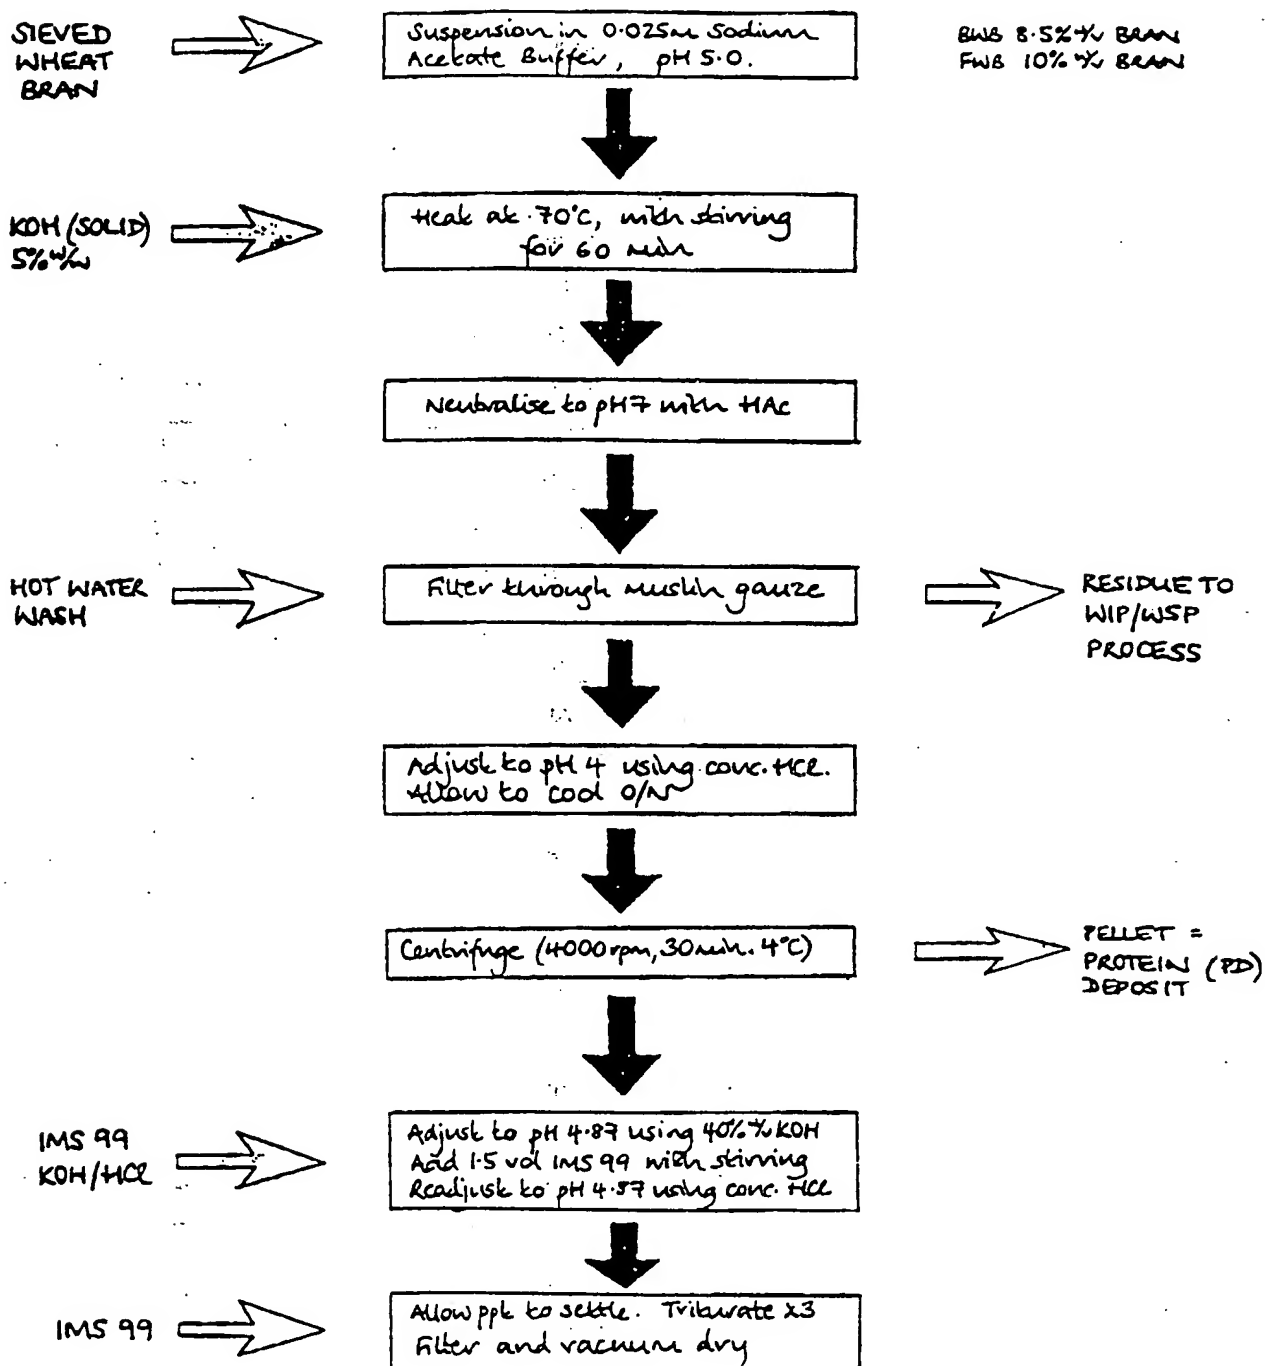 SIEVED
WHEAT
BRAN
Suspension in 0.025m Sodium
Acetate Buffer, pH 5.0.
BWB 8.5% w/v BRAN
FWB 10% w/v BRAN
KOH (SOLID)
5% w/w
Heat at 70°C, with stirring
for 60 min
Neutralise to pH7 with HAc
HOT WATER
WASH
Filter through muslin gauze
RESIDUE TO
WIP/WSP
PROCESS
Adjust to pH 4 using conc. HCl.
Allow to cool O/N
Centrifuge (4000rpm, 30min. 4°C)
PELLET =
PROTEIN (PD)
DEPOSIT
IMS 99
KOH/HCl
Adjust to pH 4.87 using 40% w/v KOH
Add 1.5 vol IMS 99 with stirring
Readjust to pH 4.87 using conc. HCl
IMS 99
Allow ppt to settle. Triturate x3
Filter and vacuum dry